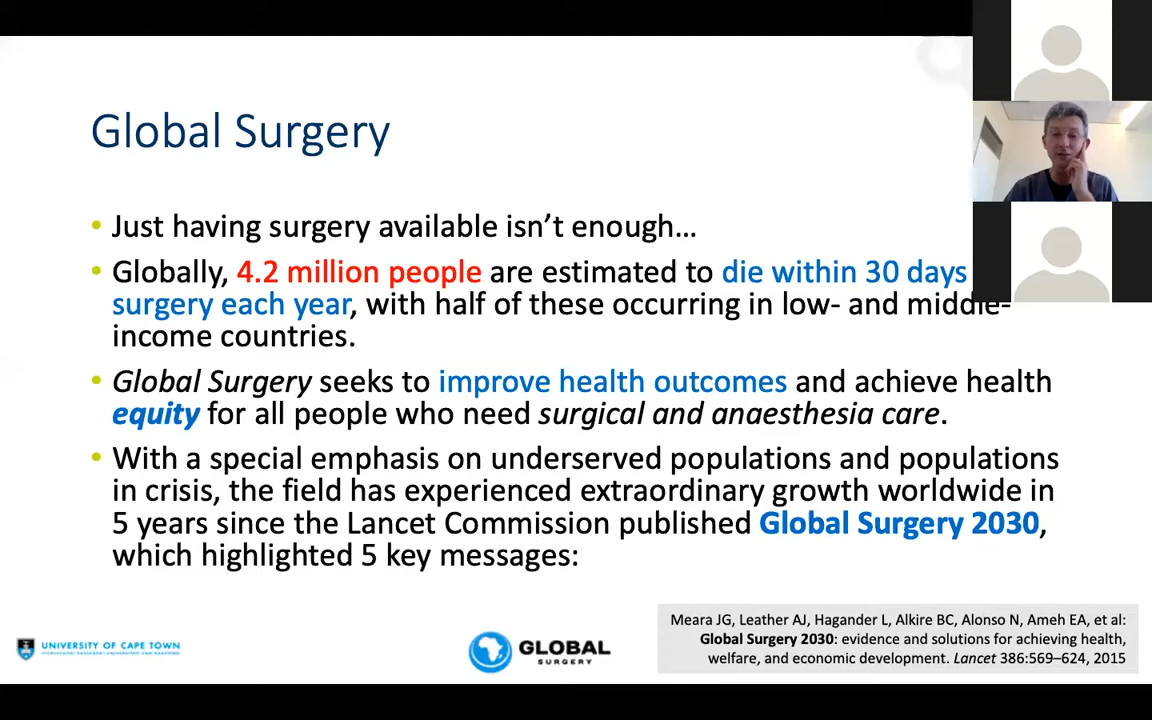 Global Surgery
• Just having surgery available isn’t enough…
• Globally, 4.2 million people are estimated to die within 30 days
surgery each year, with half of these occurring in low- and middle-
income countries.
• Global Surgery seeks to improve health outcomes and achieve health
equity for all people who need surgical and anaesthesia care.
• With a special emphasis on underserved populations and populations
in crisis, the field has experienced extraordinary growth worldwide in
5 years since the Lancet Commission published Global Surgery 2030,
which highlighted 5 key messages:
Meara JG, Leather AJ, Hagander L, Alkire BC, Alonso N, Ameh EA, et al:
Global Surgery 2030: evidence and solutions for achieving health,
welfare, and economic development. Lancet 386:569–624, 2015
UNIVERSITY OF CAPE TOWN
GLOBAL
SURGERY